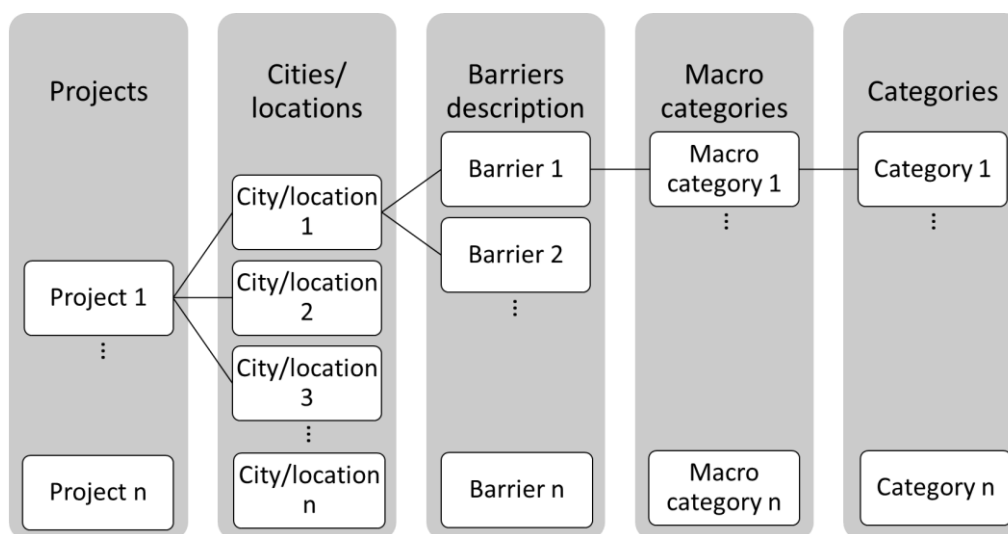 Projects
Cities/
locations
Barriers
description
Macro
categories
Categories
Project 1
⋮
Project n
City/location
1
City/location
2
City/location
3
⋮
City/location
n
Barrier 1
Barrier 2
⋮
Barrier n
Macro
category 1
⋮
Macro
category n
Category 1
⋮
Category n